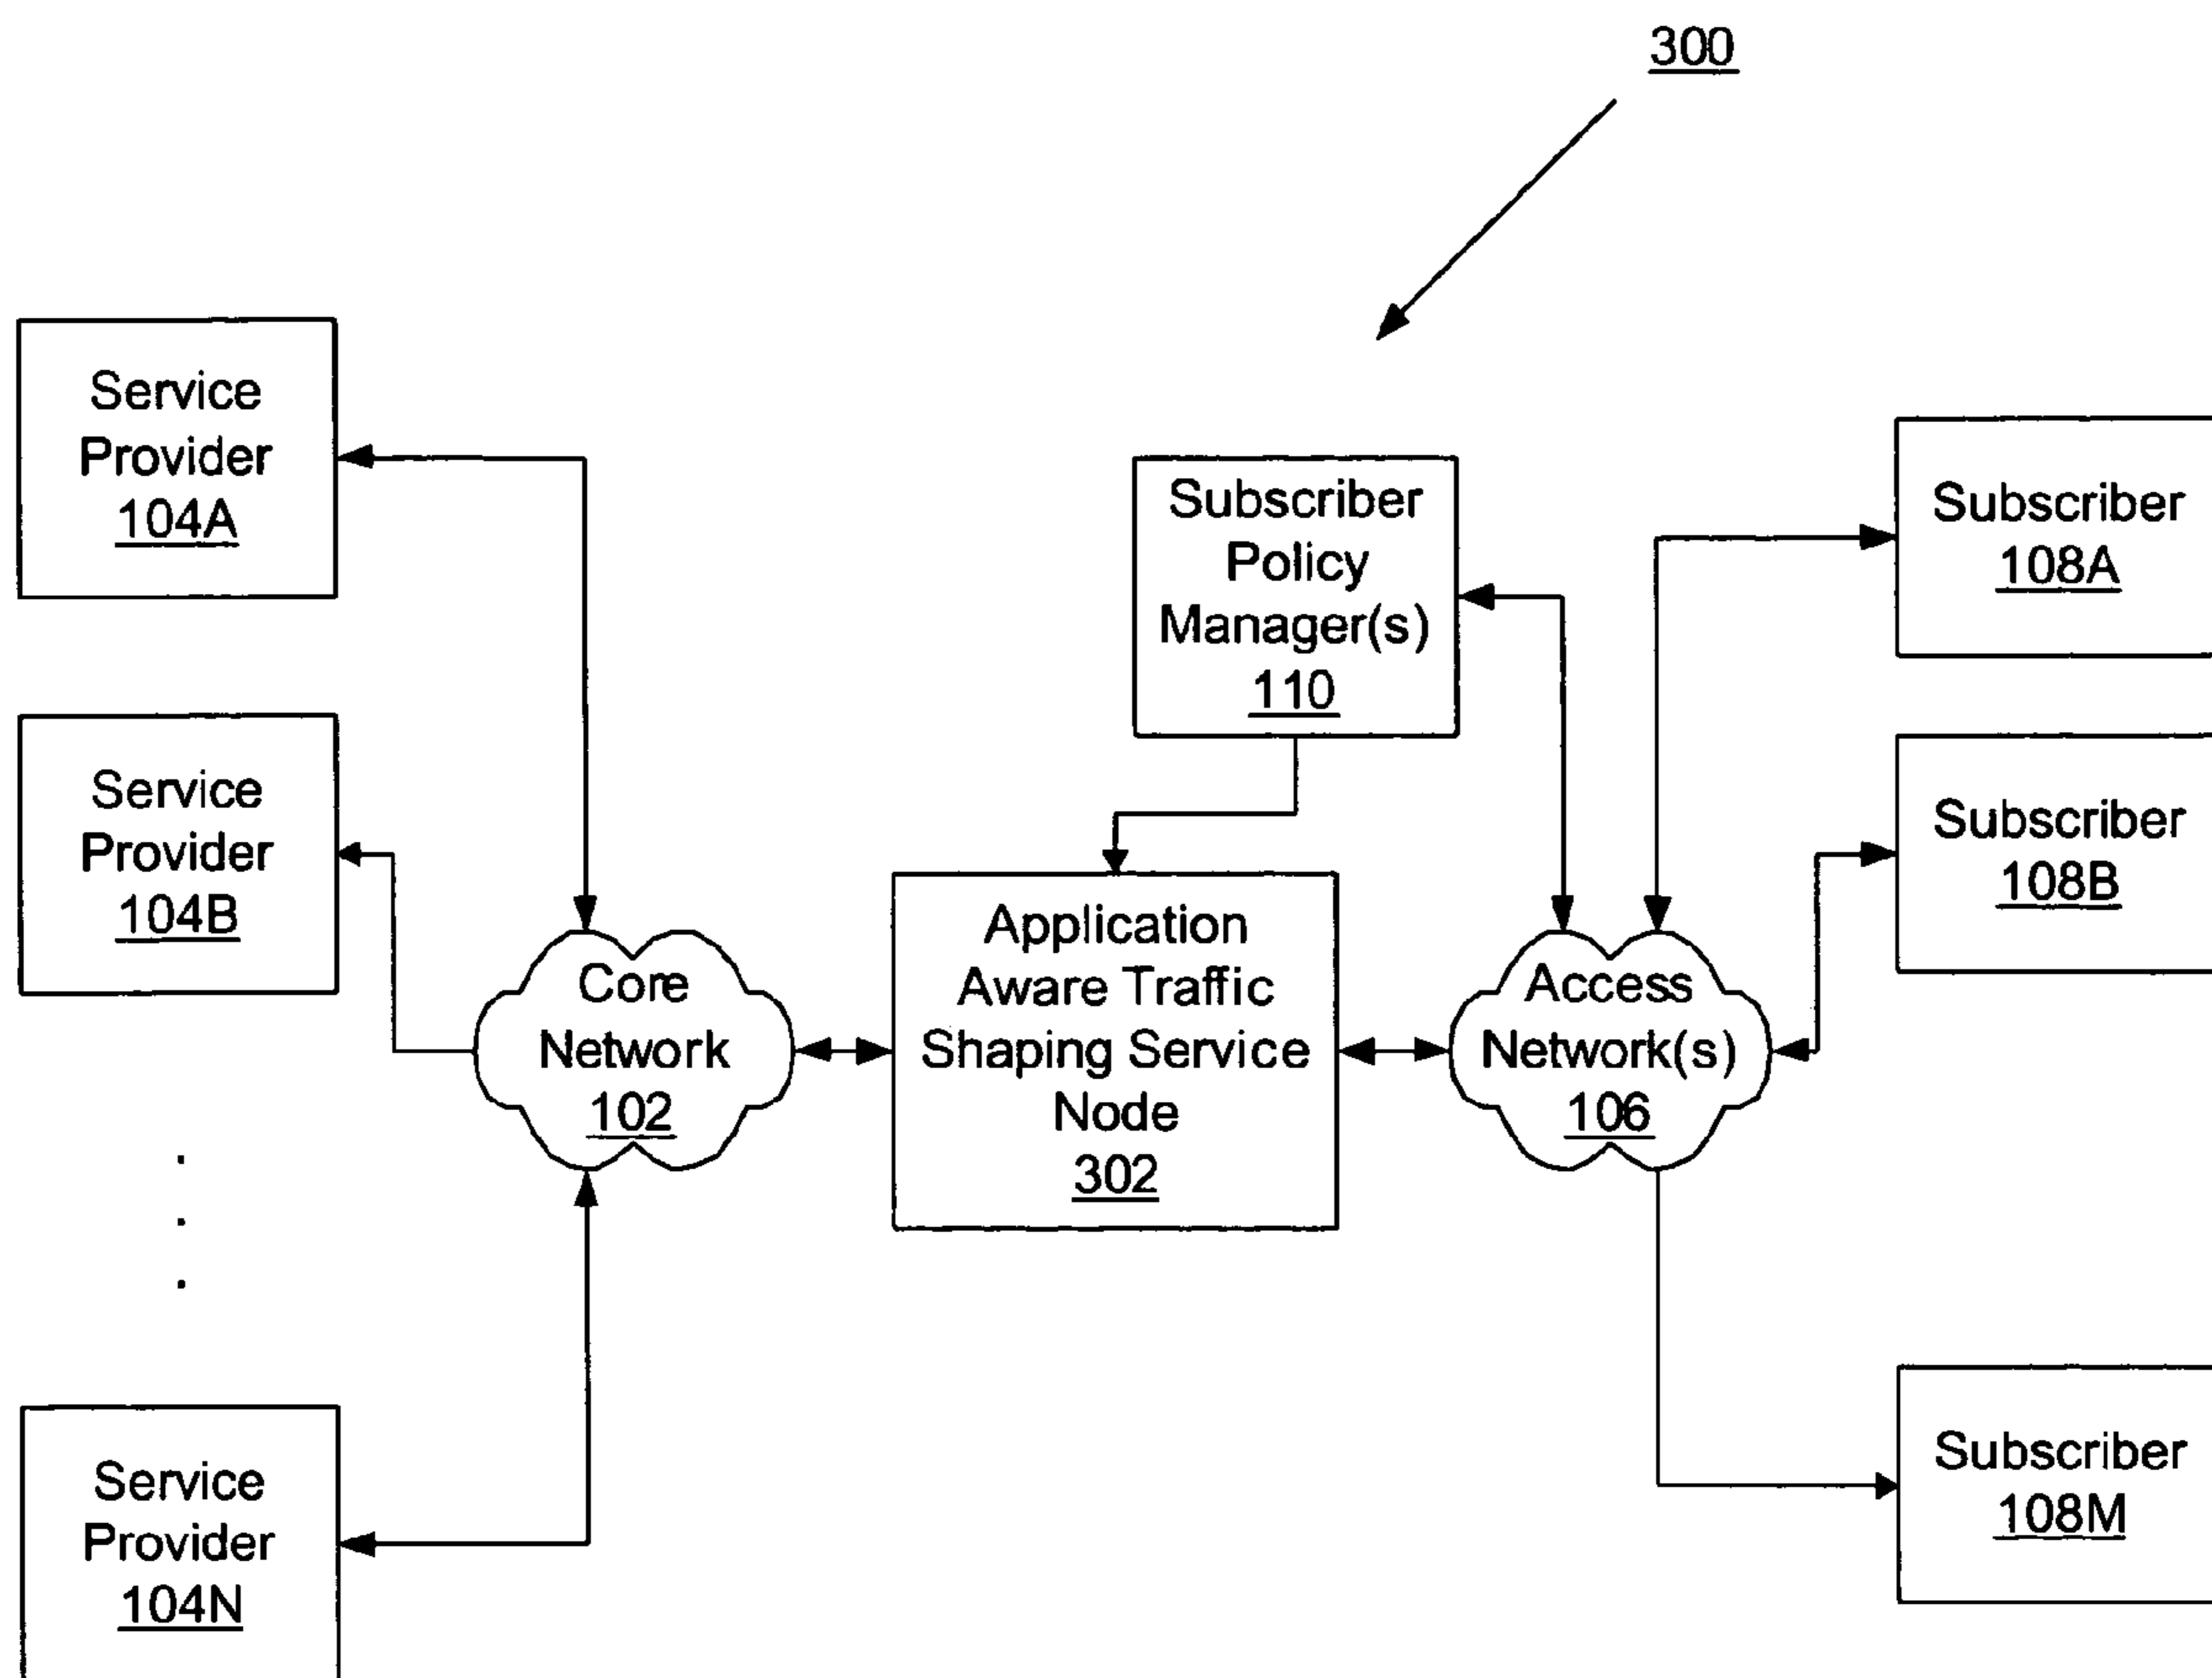 300
Service
Provider
104A
Subscriber
Policy
Manager(s)
110
Subscriber
108A
Service
Provider
104B
Subscriber
108B
Core
Network
102
Application
Aware Traffic
Shaping Service
Node
302
Access
Network(s)
106
.
.
.
Service
Provider
104N
Subscriber
108M